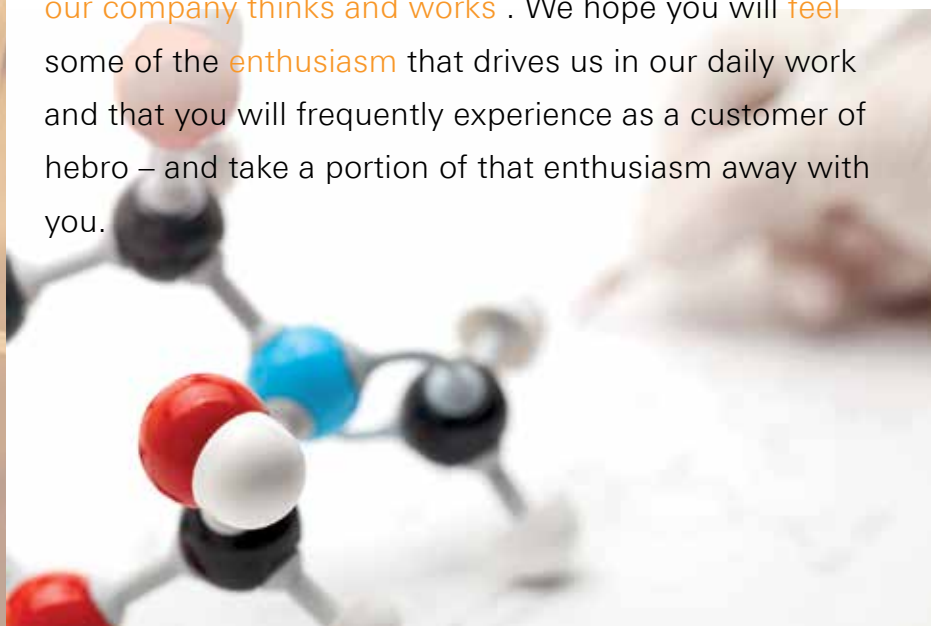 our company thinks and works . We hope you will feel
some of the enthusiasm that drives us in our daily work
and that you will frequently experience as a customer of
hebro – and take a portion of that enthusiasm away with
you.